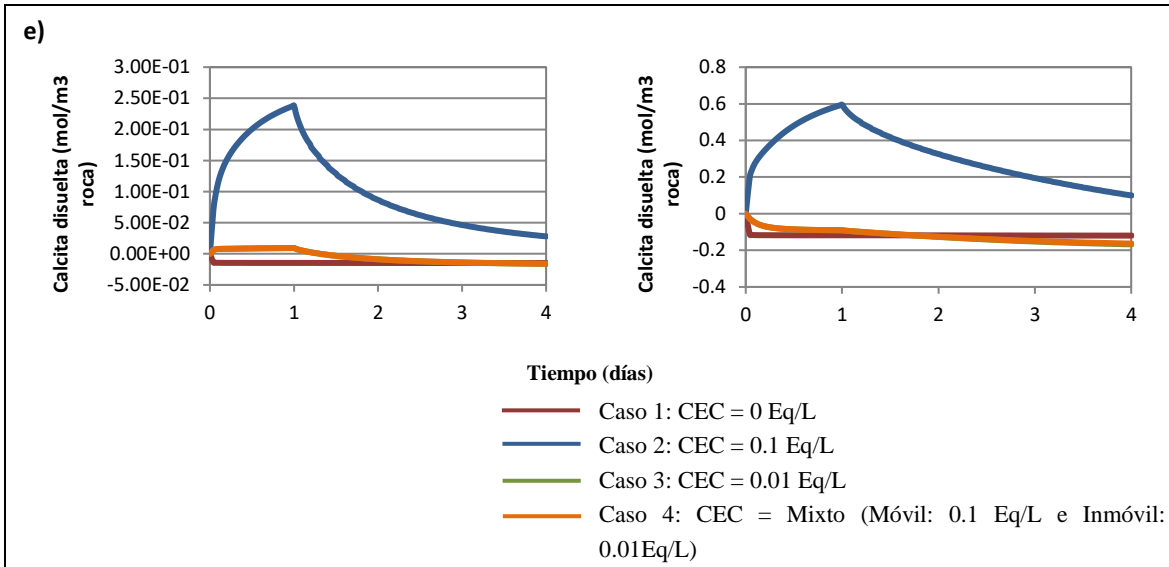 e)
Calcita disuelta (mol/m3
roca)
3.00E-01
2.50E-01
2.00E-01
1.50E-01
1.00E-01
5.00E-02
0.00E+00
-5.00E-02
0 1 2 3 4
Calcita disuelta (mol/m3
roca)
0.8
0.6
0.4
0.2
0
-0.2
-0.4
0 1 2 3 4
Tiempo (días)
Caso 1: CEC = 0 Eq/L
Caso 2: CEC = 0.1 Eq/L
Caso 3: CEC = 0.01 Eq/L
Caso 4: CEC = Mixto (Móvil: 0.1 Eq/L e Inmóvil:
0.01Eq/L)